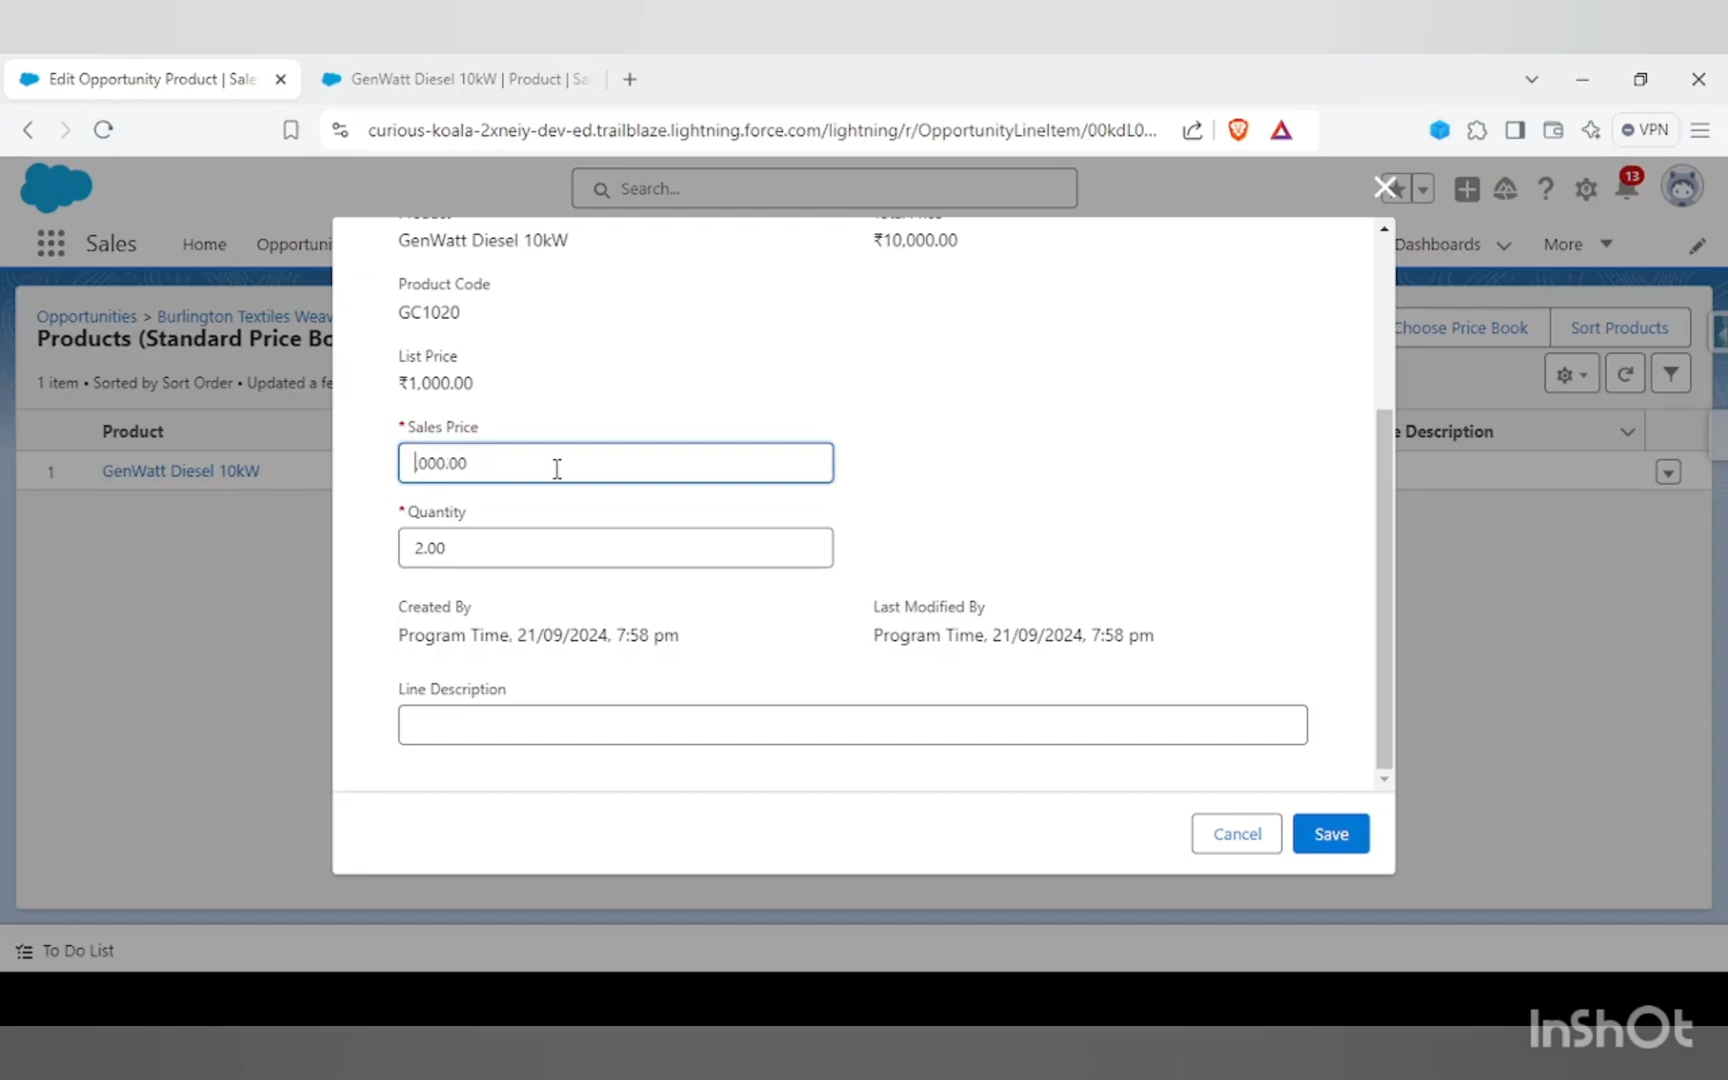 Edit Opportunity Product | Sale
GenWatt Diesel 10kW | Product | Sa
curious-koala-2xneiy-dev-ed.trailblaze.lightning.force.com/lightning/r/OpportunityLineItem/00kdL0...
VPN
Search...
13
Sales
Home
Opportuni
Dashboards
More
Opportunities > Burlington Textiles Weav
Products (Standard Price Bo
1 item • Sorted by Sort Order • Updated a fe
Choose Price Book
Sort Products
Product
e Description
1
GenWatt Diesel 10kW
GenWatt Diesel 10kW
₹10,000.00
Product Code
GC1020
List Price
₹1,000.00
*Sales Price
,000.00
*Quantity
2.00
Created By
Program Time, 21/09/2024, 7:58 pm
Last Modified By
Program Time, 21/09/2024, 7:58 pm
Line Description
Cancel
Save
To Do List
InShOt